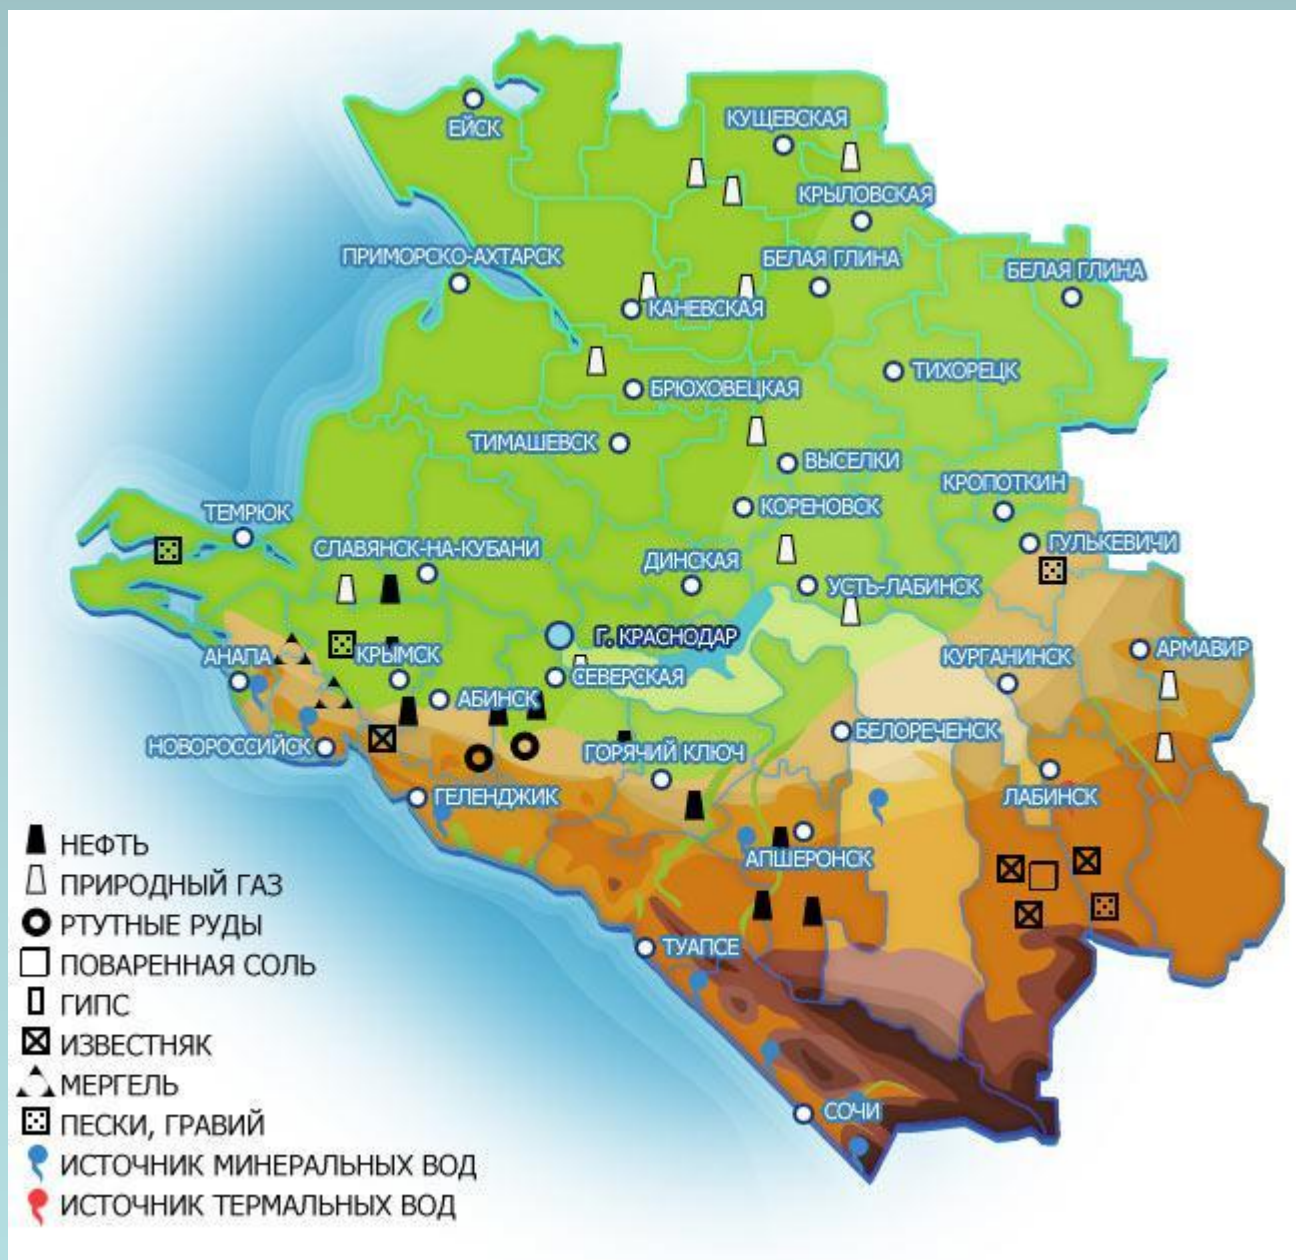 ЕЙСК
КУЩЕВСКАЯ
КРЫЛОВСКАЯ
ПРИМОРСКО-АХТАРСК
БЕЛАЯ ГЛИНА
БЕЛАЯ ГЛИНА
КАНЕВСКАЯ
ТИХОРЕЦК
БРЮХОВЕЦКАЯ
ТИМАШЕВСК
ВЫСЕЛКИ
КРОПОТКИН
КОРЕНОВСК
ТЕМРЮК
ГУЛЬКЕВИЧИ
СЛАВЯНСК-НА-КУБАНИ
ДИНСКАЯ
УСТЬ-ЛАБИНСК
Г. КРАСНОДАР
АНАПА
КРЫМСК
КУРГАНИНСК
АРМАВИР
СЕВЕРСКАЯ
АБИНСК
БЕЛОРЕЧЕНСК
НОВОРОССИЙСК
ГОРЯЧИЙ КЛЮЧ
ГЕЛЕНДЖИК
ЛАБИНСК
АПШЕРОНСК
ТУАПСЕ
СОЧИ
НЕФТЬ
ПРИРОДНЫЙ ГАЗ
РТУТНЫЕ РУДЫ
ПОВАРЕННАЯ СОЛЬ
ГИПС
ИЗВЕСТНЯК
МЕРГЕЛЬ
ПЕСКИ, ГРАВИЙ
ИСТОЧНИК МИНЕРАЛЬНЫХ ВОД
ИСТОЧНИК ТЕРМАЛЬНЫХ ВОД